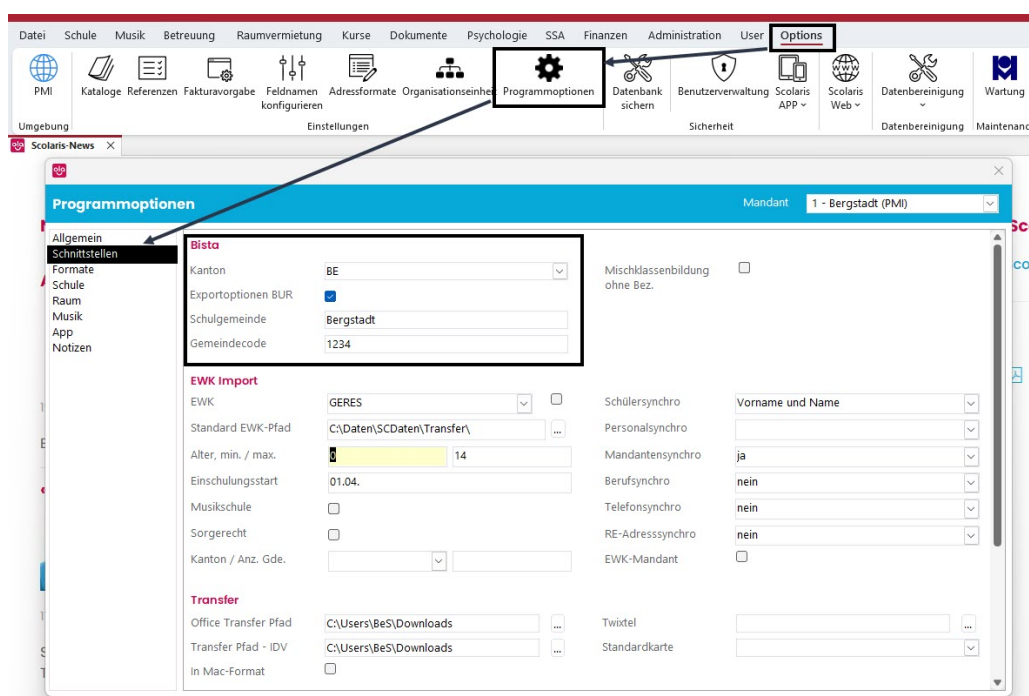 Datei Schule Musik Betreuung Raumvermietung Kurse Dokumente Psychologie SSA Finanzen Administration User Options
PMI Kataloge Referenzen Fakturavorgabe Feldnamen konfigurieren Adressformate Organisationseinheit Programmoptionen Datenbank sichern Benutzerverwaltung Scolaris APP Scolaris Web Datenbereinigung Wartung
Umgebung Einstellungen Sicherheit Datenbereinigung
Scolaris-News
Programmoptionen Mandant 1 - Bergstadt (PMI)
Allgemein
Schnittstellen
Formate
Schule
Raum
Musik
App
Notizen
Bista
Kanton BE Mischklassenbildung ohne Bez.
Exportoptionen BUR
Schulgemeinde Bergstadt
Gemeindecode 1234
EWK Import
EWK GERES Schülersynchro Vorname und Name
Standard EWK-Pfad C:\Daten\SCDaten\Transfer\ ... Personalsynchro
Alter, min. / max. 0 14 Mandantensynchro ja
Einschulungsstart 01.04. Berufsynchro nein
Musikschule Telefonsynchro nein
Sorgerecht RE-Adresssynchro nein
Kanton / Anz. Gde. EWK-Mandant
Transfer
Office Transfer Pfad C:\Users\BeS\Downloads ... Twixtel ...
Transfer Pfad - IDV C:\Users\BeS\Downloads ... Standardkarte
In Mac-Format